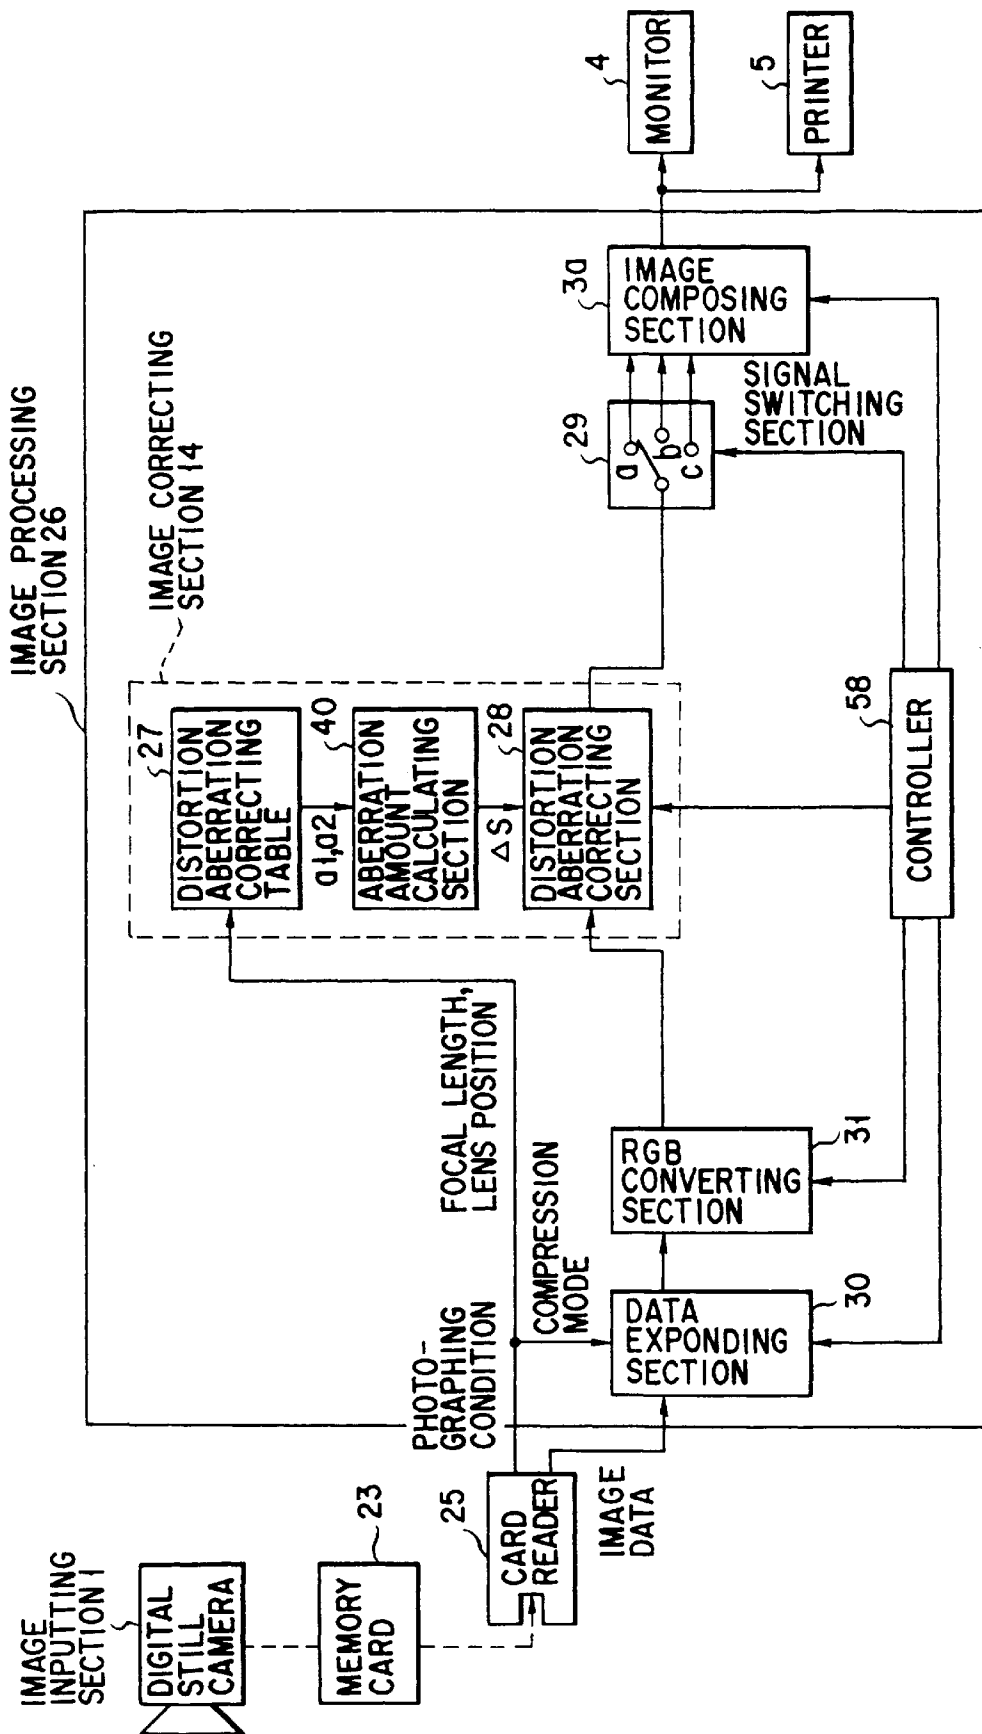 IMAGE PROCESSING
SECTION 26
IMAGE CORRECTING
SECTION 14
IMAGE
INPUTTING
SECTION 1
DIGITAL
STILL
CAMERA
23
MEMORY
CARD
25
CARD
READER
IMAGE
DATA
PHOTO-
GRAPHING
CONDITION
FOCAL LENGTH,
LENS POSITION
COMPRESSION
MODE
DATA
EXPONDING
SECTION
30
RGB
CONVERTING
SECTION
31
27
DISTORTION
ABERRATION
CORRECTING
TABLE
a1,a2
40
ABERRATION
AMOUNT
CALCULATING
SECTION
ΔS
28
DISTORTION
ABERRATION
CORRECTING
SECTION
58
CONTROLLER
29
a
b
c
SIGNAL
SWITCHING
SECTION
3a
IMAGE
COMPOSING
SECTION
4
MONITOR
5
PRINTER